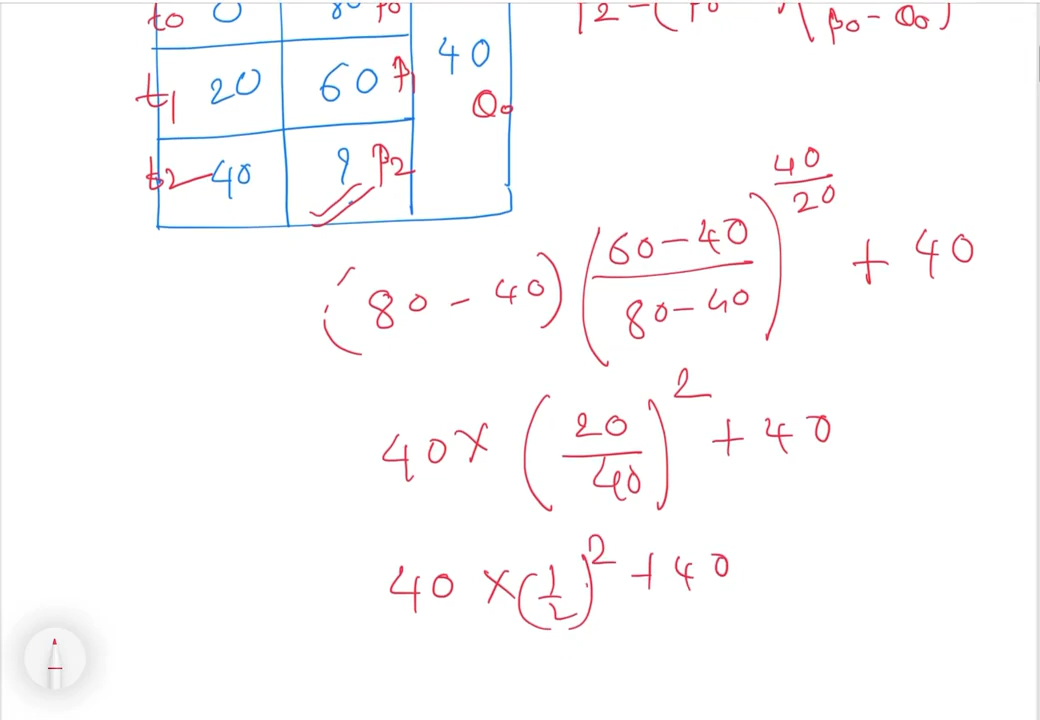 t0 0 80 p0
t1 20 60 p1 40 θ0
t2 40 ? p2
(80 - 40) (60 - 40 / 80 - 40)^40/20 + 40
40 × (20/40)^2 + 40
40 × (1/2)^2 + 40